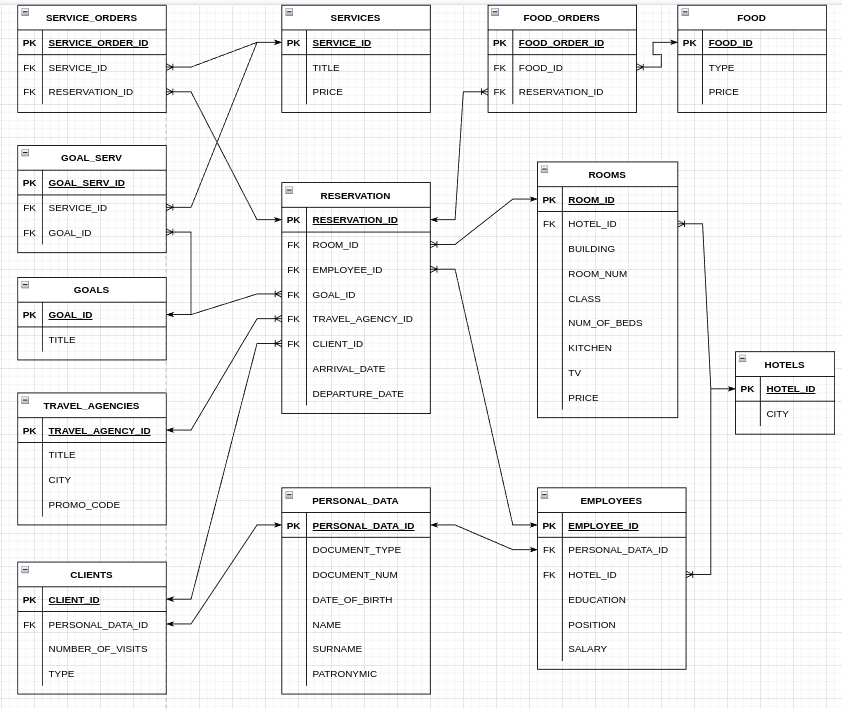 SERVICE_ORDERS
PK SERVICE_ORDER_ID
FK SERVICE_ID
FK RESERVATION_ID
SERVICES
PK SERVICE_ID
TITLE
PRICE
FOOD_ORDERS
PK FOOD_ORDER_ID
FK FOOD_ID
FK RESERVATION_ID
FOOD
PK FOOD_ID
TYPE
PRICE
GOAL_SERV
PK GOAL_SERV_ID
FK SERVICE_ID
FK GOAL_ID
RESERVATION
PK RESERVATION_ID
FK ROOM_ID
FK EMPLOYEE_ID
FK GOAL_ID
FK TRAVEL_AGENCY_ID
FK CLIENT_ID
ARRIVAL_DATE
DEPARTURE_DATE
ROOMS
PK ROOM_ID
FK HOTEL_ID
BUILDING
ROOM_NUM
CLASS
NUM_OF_BEDS
KITCHEN
TV
PRICE
GOALS
PK GOAL_ID
TITLE
HOTELS
PK HOTEL_ID
CITY
TRAVEL_AGENCIES
PK TRAVEL_AGENCY_ID
TITLE
CITY
PROMO_CODE
PERSONAL_DATA
PK PERSONAL_DATA_ID
DOCUMENT_TYPE
DOCUMENT_NUM
DATE_OF_BIRTH
NAME
SURNAME
PATRONYMIC
EMPLOYEES
PK EMPLOYEE_ID
FK PERSONAL_DATA_ID
FK HOTEL_ID
EDUCATION
POSITION
SALARY
CLIENTS
PK CLIENT_ID
FK PERSONAL_DATA_ID
NUMBER_OF_VISITS
TYPE